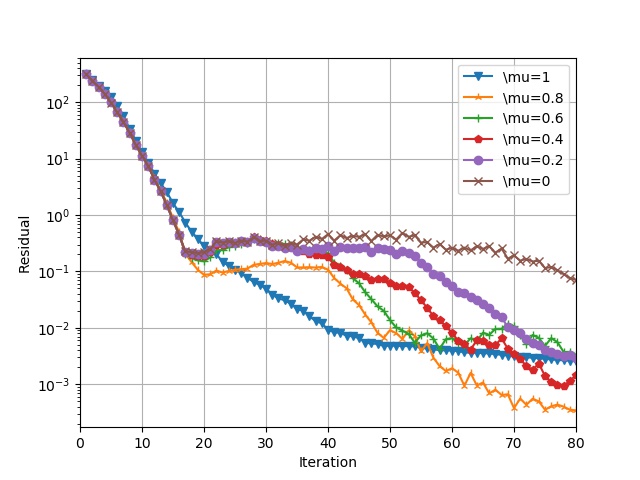 \mu=1
\mu=0.8
\mu=0.6
\mu=0.4
\mu=0.2
\mu=0
10²
10¹
10⁰
10⁻¹
10⁻²
10⁻³
Residual
0 10 20 30 40 50 60 70 80
Iteration